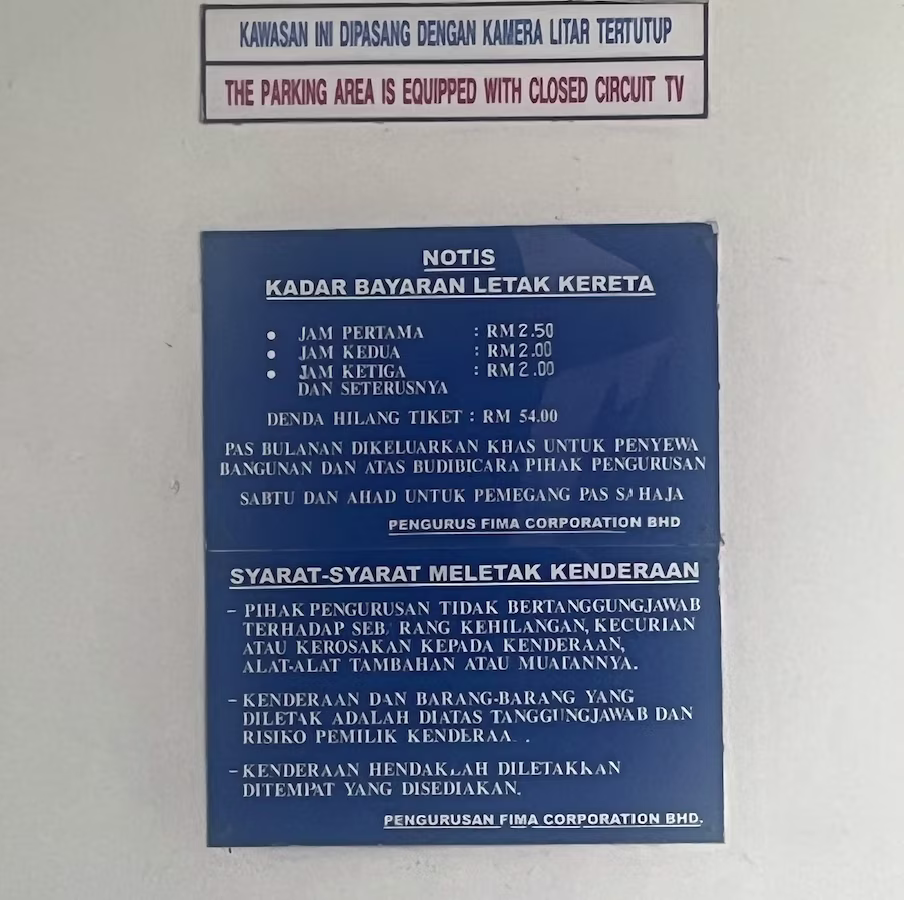 KAWASAN INI DIPASANG DENGAN KAMERA LITAR TERTUTUP
THE PARKING AREA IS EQUIPPED WITH CLOSED CIRCUIT TV
NOTIS
KADAR BAYARAN LETAK KERETA
• JAM PERTAMA : RM 2.50
• JAM KEDUA : RM 2.00
• JAM KETIGA : RM 2.00
DAN SETERUSNYA
DENDA HILANG TIKET : RM 54.00
PAS BULANAN DIKELUARKAN KHAS UNTUK PENYEWA
BANGUNAN DAN ATAS BUDIBICARA PIHAK PENGURUSAN
SABTU DAN AHAD UNTUK PEMEGANG PAS SAHAJA
PENGURUS FIMA CORPORATION BHD
SYARAT-SYARAT MELETAK KENDERAAN
- PIHAK PENGURUSAN TIDAK BERTANGGUNGJAWAB
TERHADAP SEB RANG KEHILANGAN, KECURIAN
ATAU KEROSAKAN KEPADA KENDERAAN,
ALAT-ALAT TAMBAHAN ATAU MUATANNYA.
- KENDERAAN DAN BARANG-BARANG YANG
DILETAK ADALAH DIATAS TANGGUNGJAWAB DAN
RISIKO PEMILIK KENDERAA .
- KENDERAAN HENDAKLAH DILETAKKAN
DITEMPAT YANG DISEDIAKAN.
PENGURUSAN FIMA CORPORATION BHD.